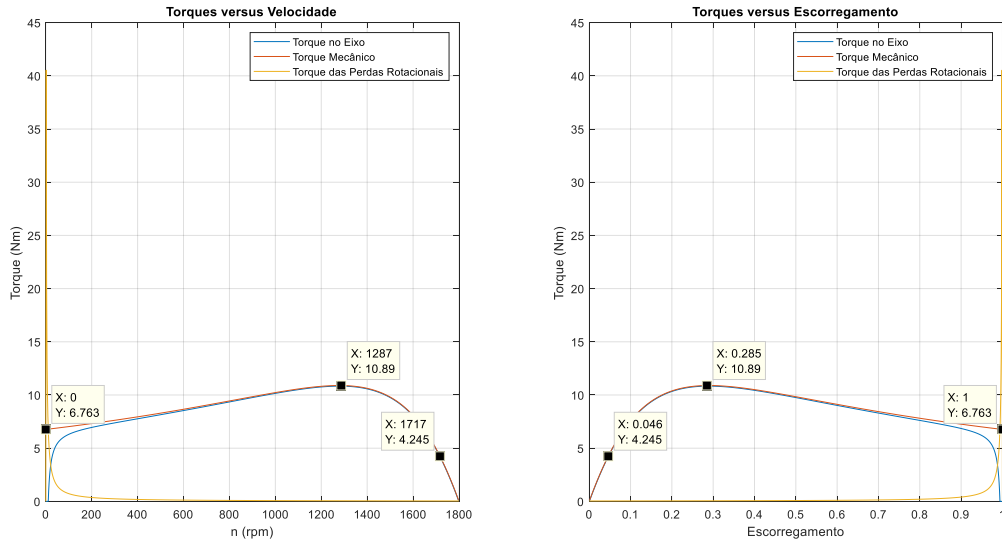 Torques versus Velocidade
45
40
35
30
25
20
15
10
5
0
Torque (Nm)
Torque no Eixo
Torque Mecânico
Torque das Perdas Rotacionais
X: 1287
Y: 10.89
X: 0
Y: 6.763
X: 1717
Y: 4.245
0 200 400 600 800 1000 1200 1400 1600 1800
n (rpm)
Torques versus Escorregamento
45
40
35
30
25
20
15
10
5
0
Torque (Nm)
Torque no Eixo
Torque Mecânico
Torque das Perdas Rotacionais
X: 0.285
Y: 10.89
X: 1
Y: 6.763
X: 0.046
Y: 4.245
0 0.1 0.2 0.3 0.4 0.5 0.6 0.7 0.8 0.9 1
Escorregamento